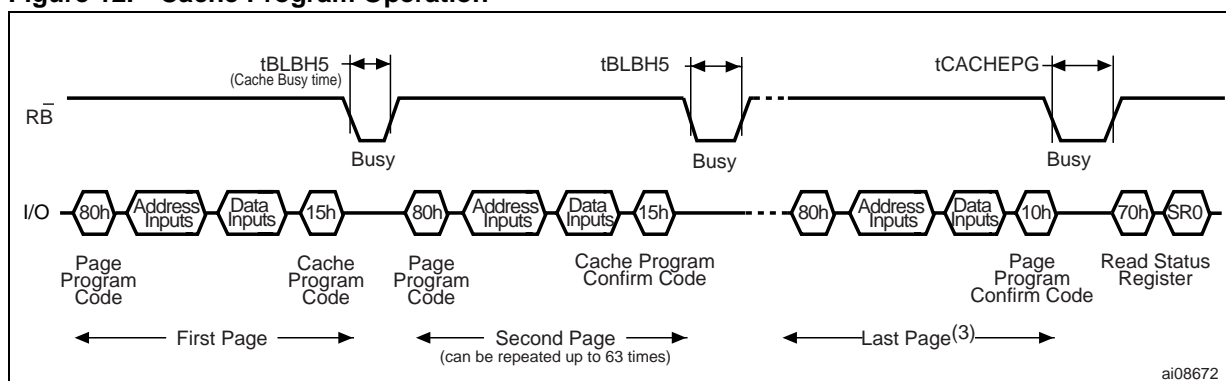 Figure 12. Cache Program Operation
tBLBH5
(Cache Busy time)
tBLBH5
tCACHEPG
RB
Busy
Busy
Busy
I/O
80h
Address
Inputs
Data
Inputs
15h
80h
Address
Inputs
Data
Inputs
15h
80h
Address
Inputs
Data
Inputs
10h
70h
SR0
Page
Program
Code
Cache
Program
Code
Page
Program
Code
Cache Program
Confirm Code
Page
Program
Confirm Code
Read Status
Register
First Page
Second Page
(can be repeated up to 63 times)
Last Page(3)
ai08672